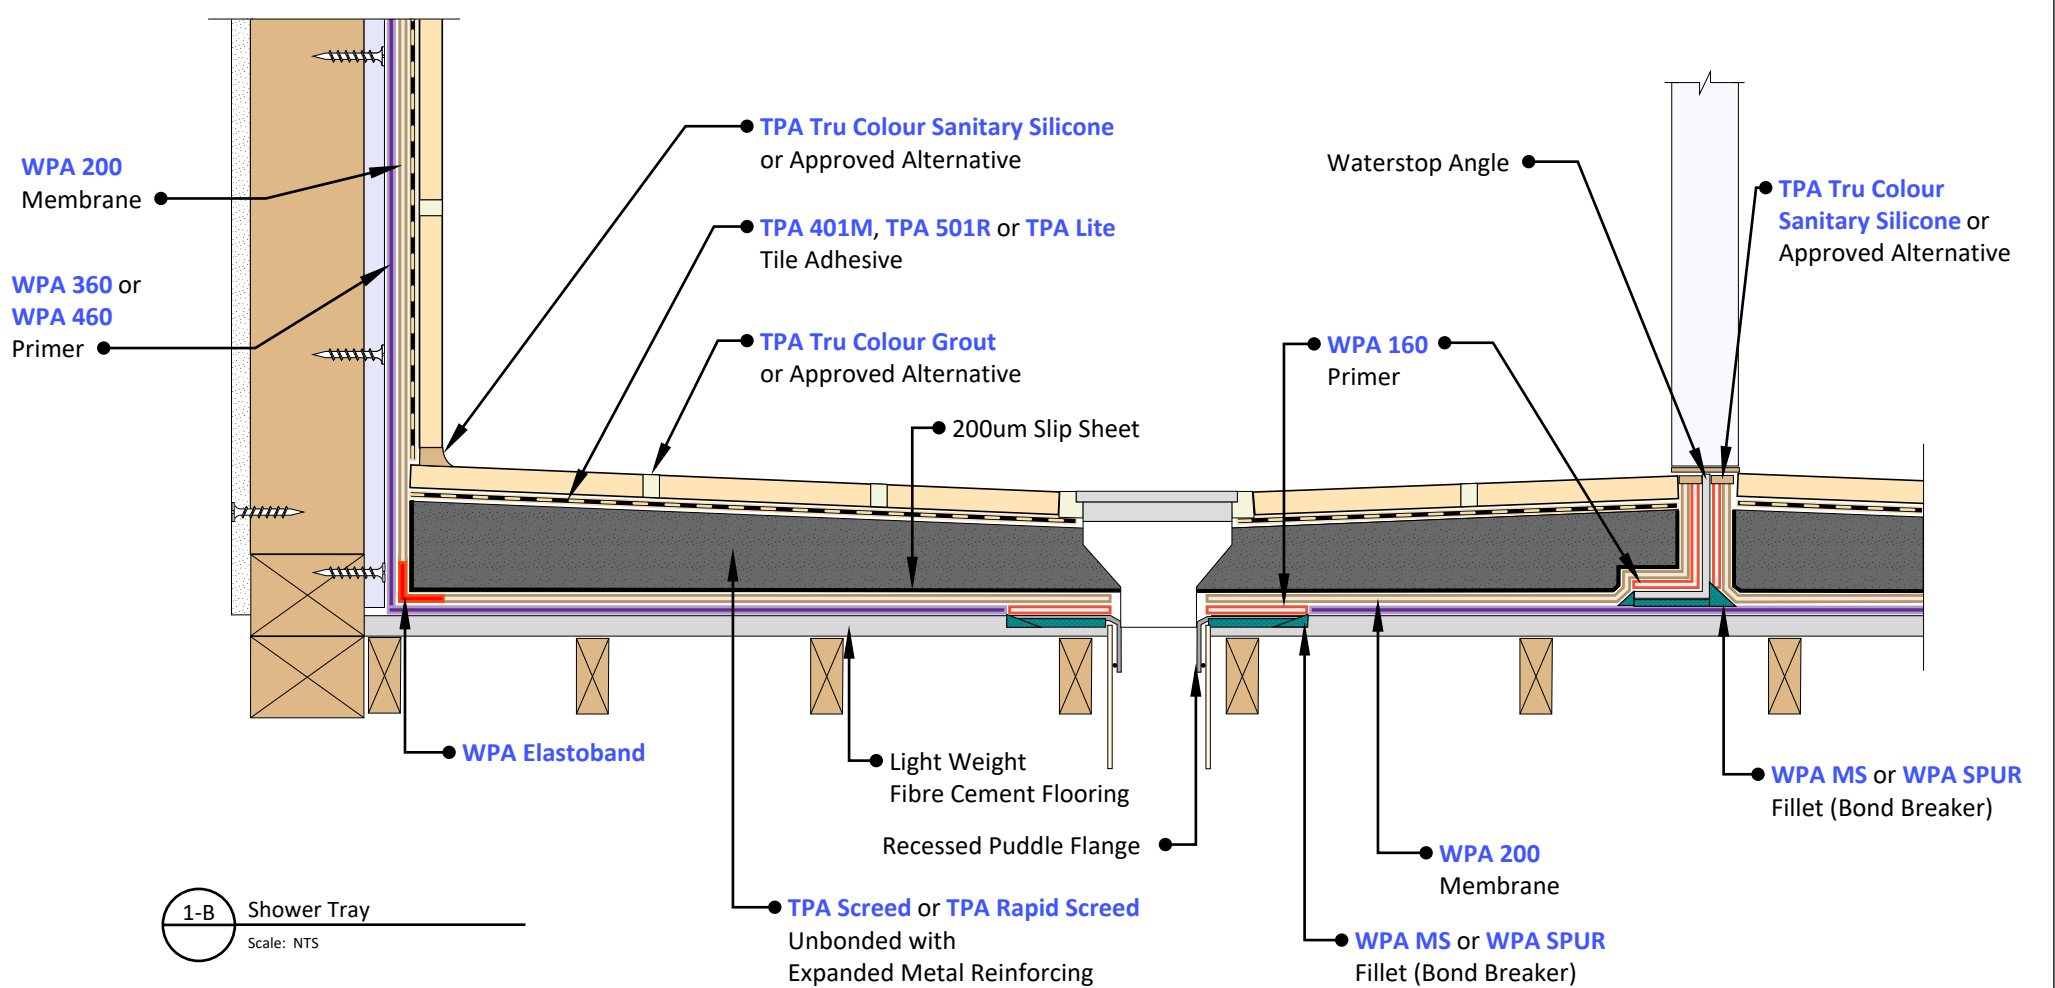 WPA 200
Membrane
WPA 360 or
WPA 460
Primer
TPA Tru Colour Sanitary Silicone
or Approved Alternative
TPA 401M, TPA 501R or TPA Lite
Tile Adhesive
TPA Tru Colour Grout
or Approved Alternative
200um Slip Sheet
Waterstop Angle
TPA Tru Colour
Sanitary Silicone or
Approved Alternative
WPA 160
Primer
WPA Elastoband
Light Weight
Fibre Cement Flooring
Recessed Puddle Flange
TPA Screed or TPA Rapid Screed
Unbonded with
Expanded Metal Reinforcing
WPA MS or WPA SPUR
Fillet (Bond Breaker)
WPA 200
Membrane
WPA MS or WPA SPUR
Fillet (Bond Breaker)
1-B
Shower Tray
Scale: NTS